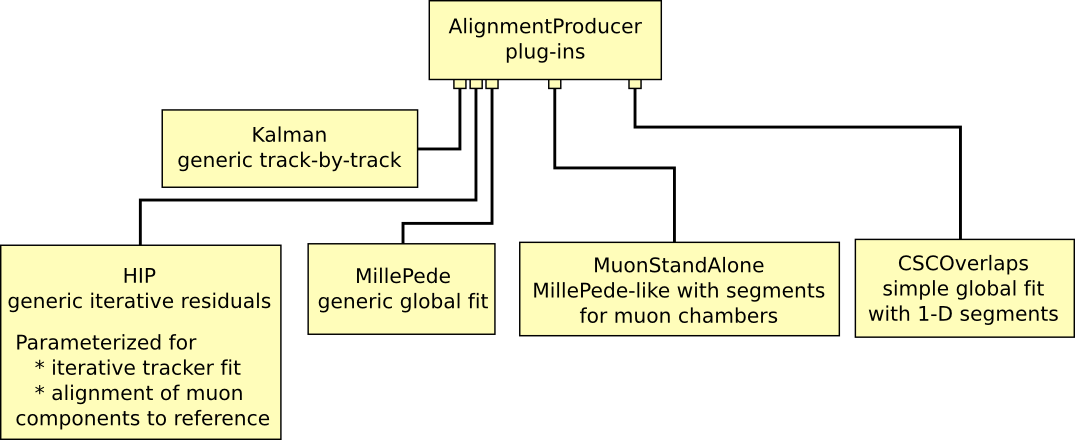 AlignmentProducer
plug-ins
Kalman
generic track-by-track
HIP
generic iterative residuals
Parameterized for
* iterative tracker fit
* alignment of muon
components to reference
MillePede
generic global fit
MuonStandAlone
MillePede-like with segments
for muon chambers
CSCOverlaps
simple global fit
with 1-D segments